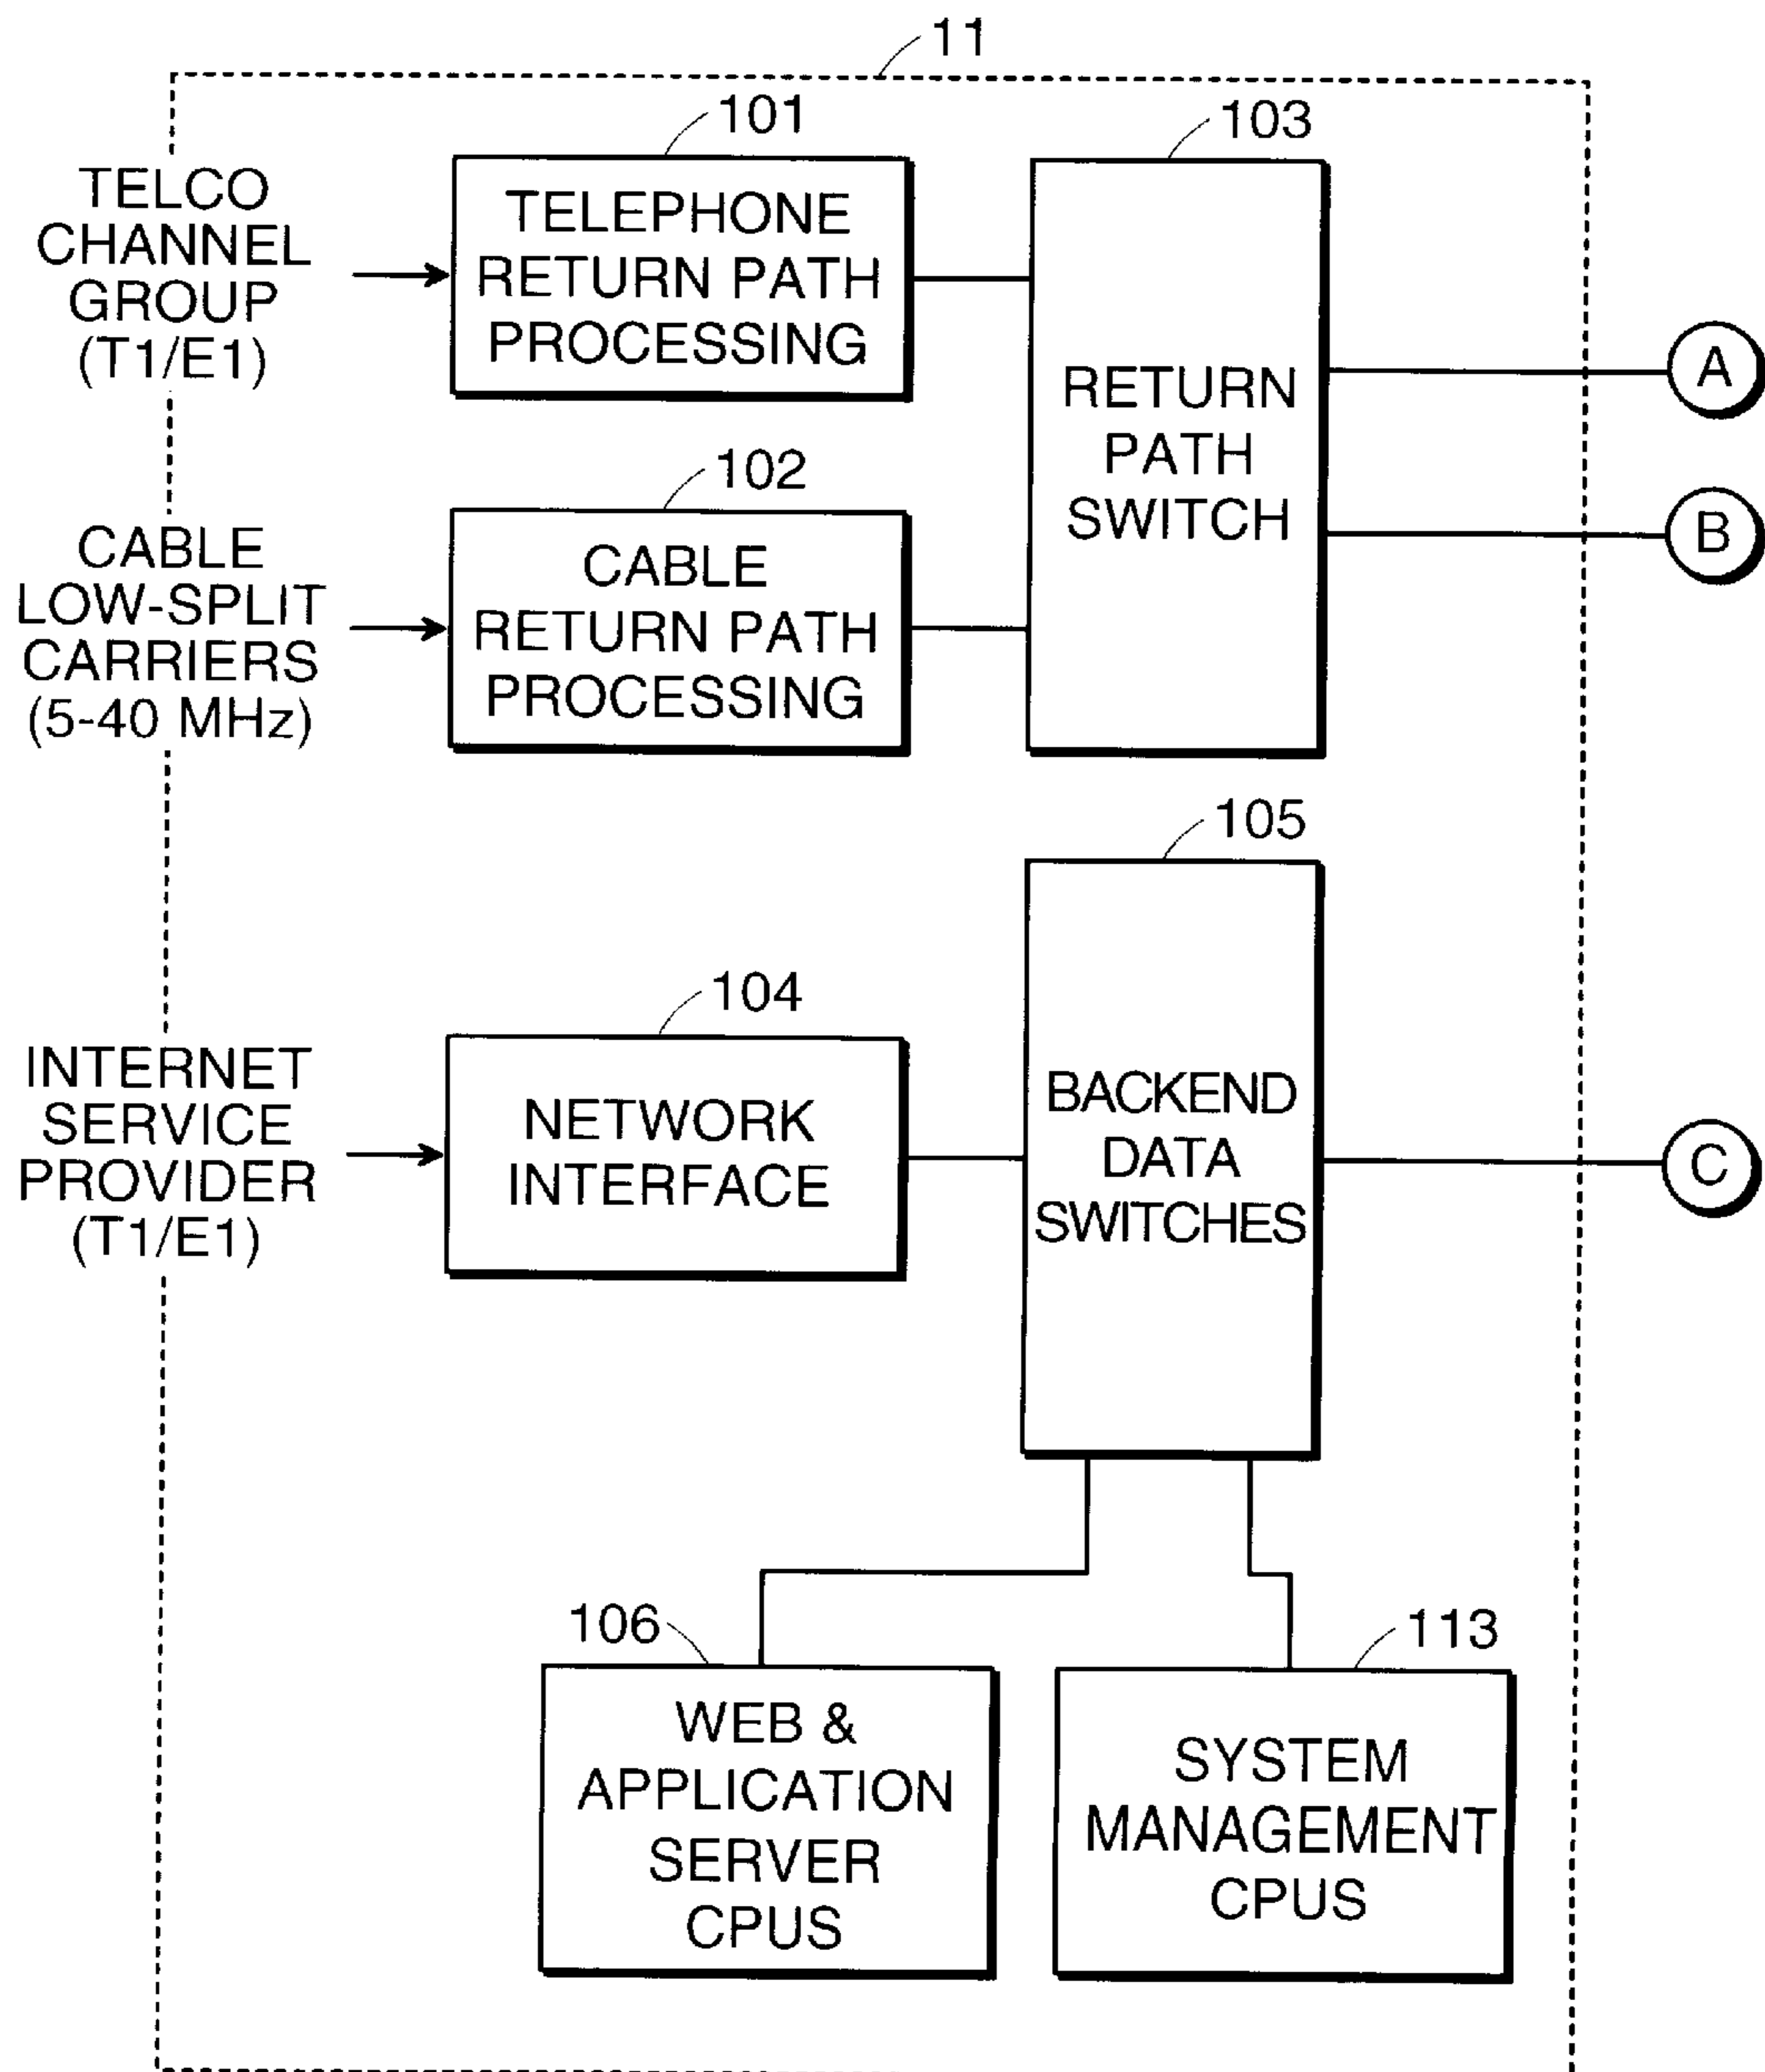 11
101
103
TELCO
CHANNEL
GROUP
(T1/E1)
TELEPHONE
RETURN PATH
PROCESSING
RETURN
PATH
SWITCH
A
102
CABLE
LOW-SPLIT
CARRIERS
(5-40 MHz)
CABLE
RETURN PATH
PROCESSING
B
105
104
INTERNET
SERVICE
PROVIDER
(T1/E1)
NETWORK
INTERFACE
BACKEND
DATA
SWITCHES
C
106
113
WEB &
APPLICATION
SERVER
CPUS
SYSTEM
MANAGEMENT
CPUS